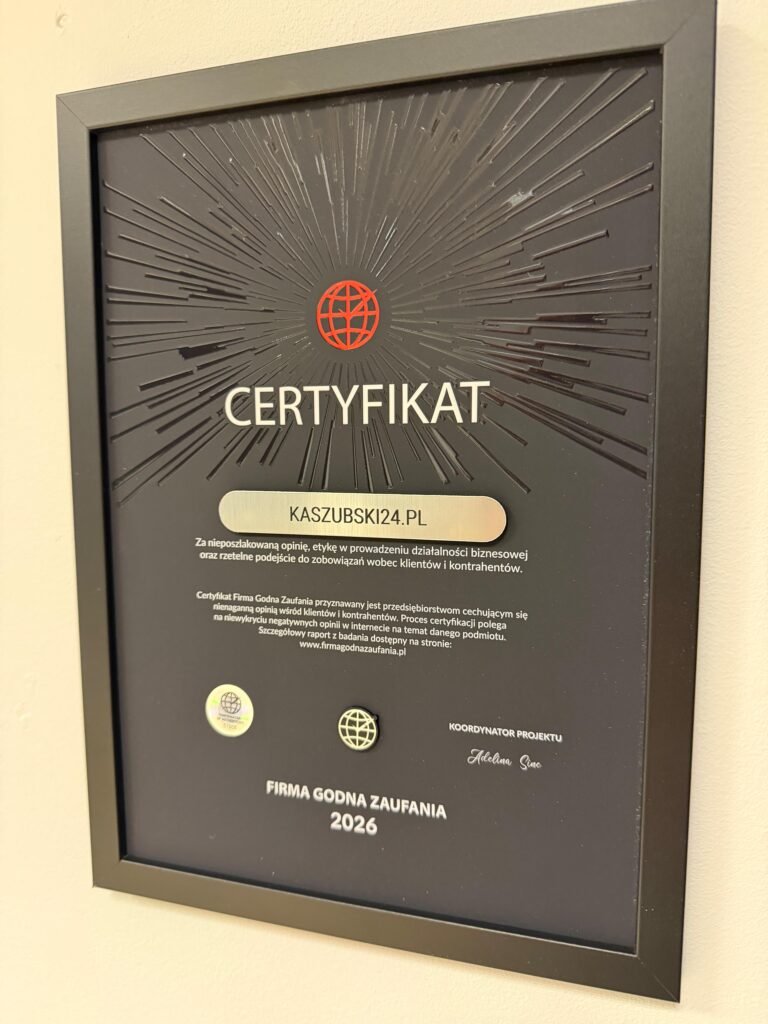 CERTYFIKAT
KASZUBSKI24.PL
Za nieposzlakowaną opinię, etykę w prowadzeniu działalności biznesowej
oraz rzetelne podejście do zobowiązań wobec klientów i kontrahentów.
Certyfikat Firma Godna Zaufania przyznawany jest przedsiębiorstwom cechującym się
nienaganną opinią wśród klientów i kontrahentów. Proces certyfikacji polega
na niewykryciu negatywnych opinii w internecie na temat danego podmiotu.
Szczegółowy raport z badania dostępny na stronie:
www.firmagodnazaufania.pl
KOORDYNATOR PROJEKTU
Adelina Sinc
FIRMA GODNA ZAUFANIA
2026